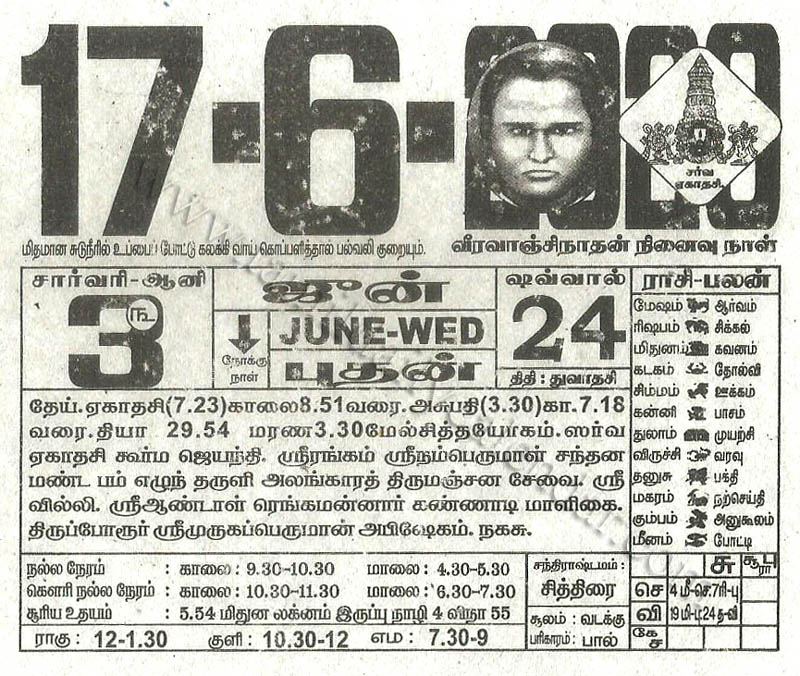 17-6-2020
சர்வ
ஏகாதசி.
மிதமான சுடுநீரில் உப்பைப் போட்டு கலக்கி வாய் கொப்பளித்தால் பல்வலி குறையும்.
வீரவாஞ்சிநாதன் நினைவு நாள்
சார்வரி-ஆனி
3
௩
ஜூன்
JUNE-WED
புதன்
கீழ்
நோக்கு
நாள்
ஷவ்வால்
24
திதி : துவாதசி
ராசி-பலன்
மேஷம் ஆர்வம்
ரிஷபம் சிக்கல்
மிதுனம் கவனம்
கடகம் தோல்வி
சிம்மம் ஊக்கம்
கன்னி பாசம்
துலாம் முயற்சி
விருச்சி வரவு
தனுசு பக்தி
மகரம் நற்செய்தி
கும்பம் அனுகூலம்
மீனம் போட்டி
தேய்.ஏகாதசி(7.23)காலை8.51வரை.அசுபதி(3.30)கா.7.18
வரை.தியா 29.54 மரண3.30மேல்சித்தயோகம்.ஸர்வ
ஏகாதசி கூர்ம ஜெயந்தி. ஸ்ரீரங்கம் ஸ்ரீநம்பெருமாள் சந்தன
மண்ட பம் எழுந் தருளி அலங்காரத் திருமஞ்சன சேவை. ஸ்ரீ
வில்லி. ஸ்ரீஆண்டாள் ரெங்கமன்னார் கண்ணாடி மாளிகை.
திருப்போரூர் ஸ்ரீமுருகப்பெருமான் அபிஷேகம். நகசு.
நல்ல நேரம் : காலை: 9.30-10.30 மாலை: 4.30-5.30
கௌரி நல்ல நேரம் : காலை: 10.30-11.30 மாலை: 6.30-7.30
சூரிய உதயம் : 5.54 மிதுன லக்னம் இருப்பு நாழி 4 விநா 55
ராகு: 12-1.30 குளி: 10.30-12 எம: 7.30-9
சந்திராஷ்டமம்:
சித்திரை
சூலம்: வடக்கு
பரிகாரம்: பால்
சு
செ 4 மீ-செ:7ரி-பு
வி 19 மி-பு:24 த-வி
கே
ச